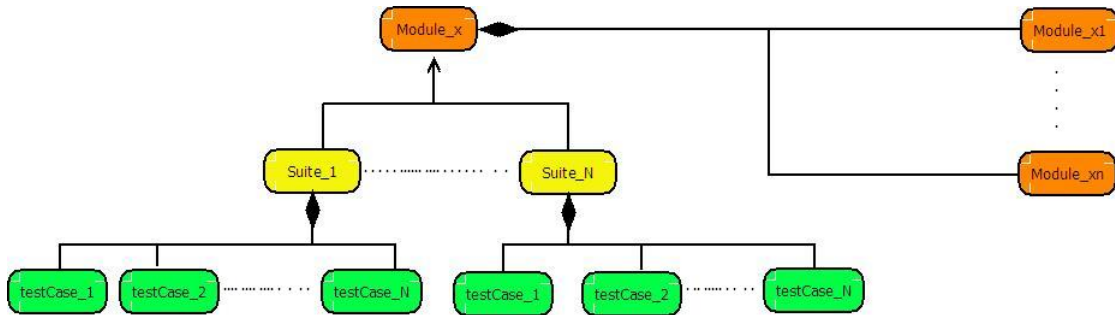 Module_x
Module_x1
Suite_1
Suite_N
Module_xn
testCase_1
testCase_2
testCase_N
testCase_1
testCase_2
testCase_N